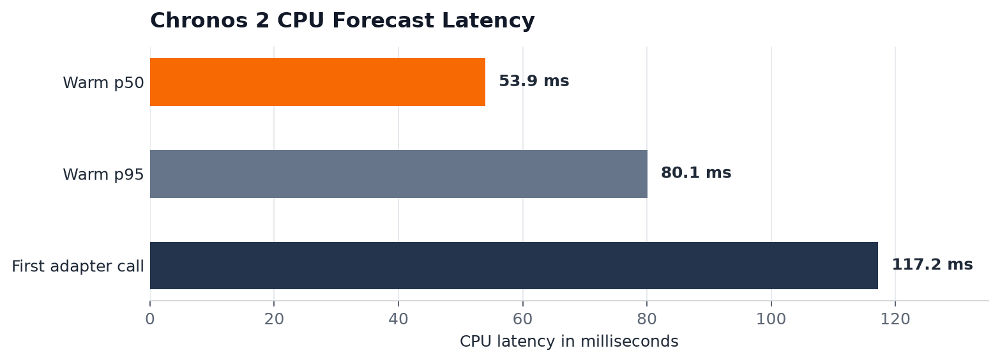 Chronos 2 CPU Forecast Latency
Warm p50
53.9 ms
Warm p95
80.1 ms
First adapter call
117.2 ms
0 20 40 60 80 100 120
CPU latency in milliseconds